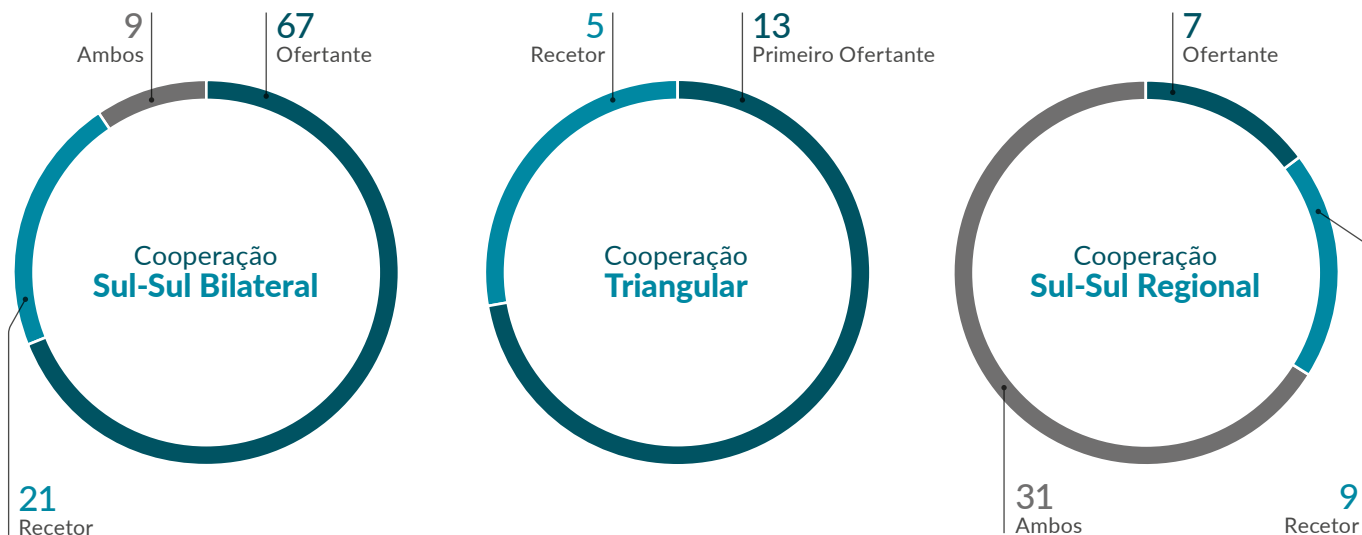 9
Ambos
67
Ofertante
Cooperação
Sul-Sul Bilateral
21
Recetor
5
Recetor
13
Primeiro Ofertante
Cooperação
Triangular
7
Ofertante
Cooperação
Sul-Sul Regional
31
Ambos
9
Recetor